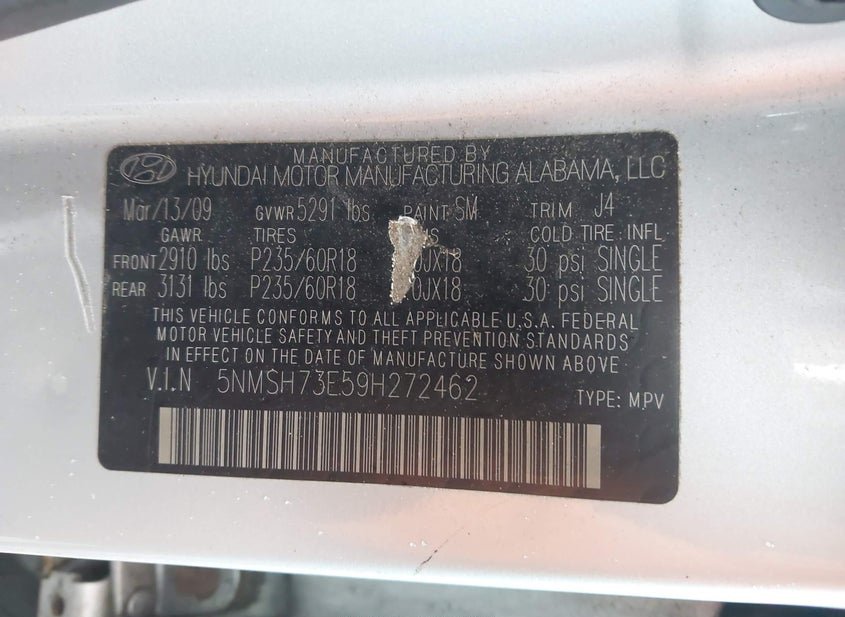 MANUFACTURED BY
HYUNDAI MOTOR MANUFACTURING ALABAMA, LLC
Mar/13/09 GVWR 5291 lbs PAINT SM TRIM J4
GAWR TIRES COLD TIRE INFL.
FRONT 2910 lbs P235/60R18 0JX18 30 psi SINGLE
REAR 3131 lbs P235/60R18 0JX18 30 psi SINGLE
THIS VEHICLE CONFORMS TO ALL APPLICABLE U.S.A. FEDERAL
MOTOR VEHICLE SAFETY AND THEFT PREVENTION STANDARDS
IN EFFECT ON THE DATE OF MANUFACTURE SHOWN ABOVE
V.I.N 5NMSH73E59H272462 TYPE: MPV